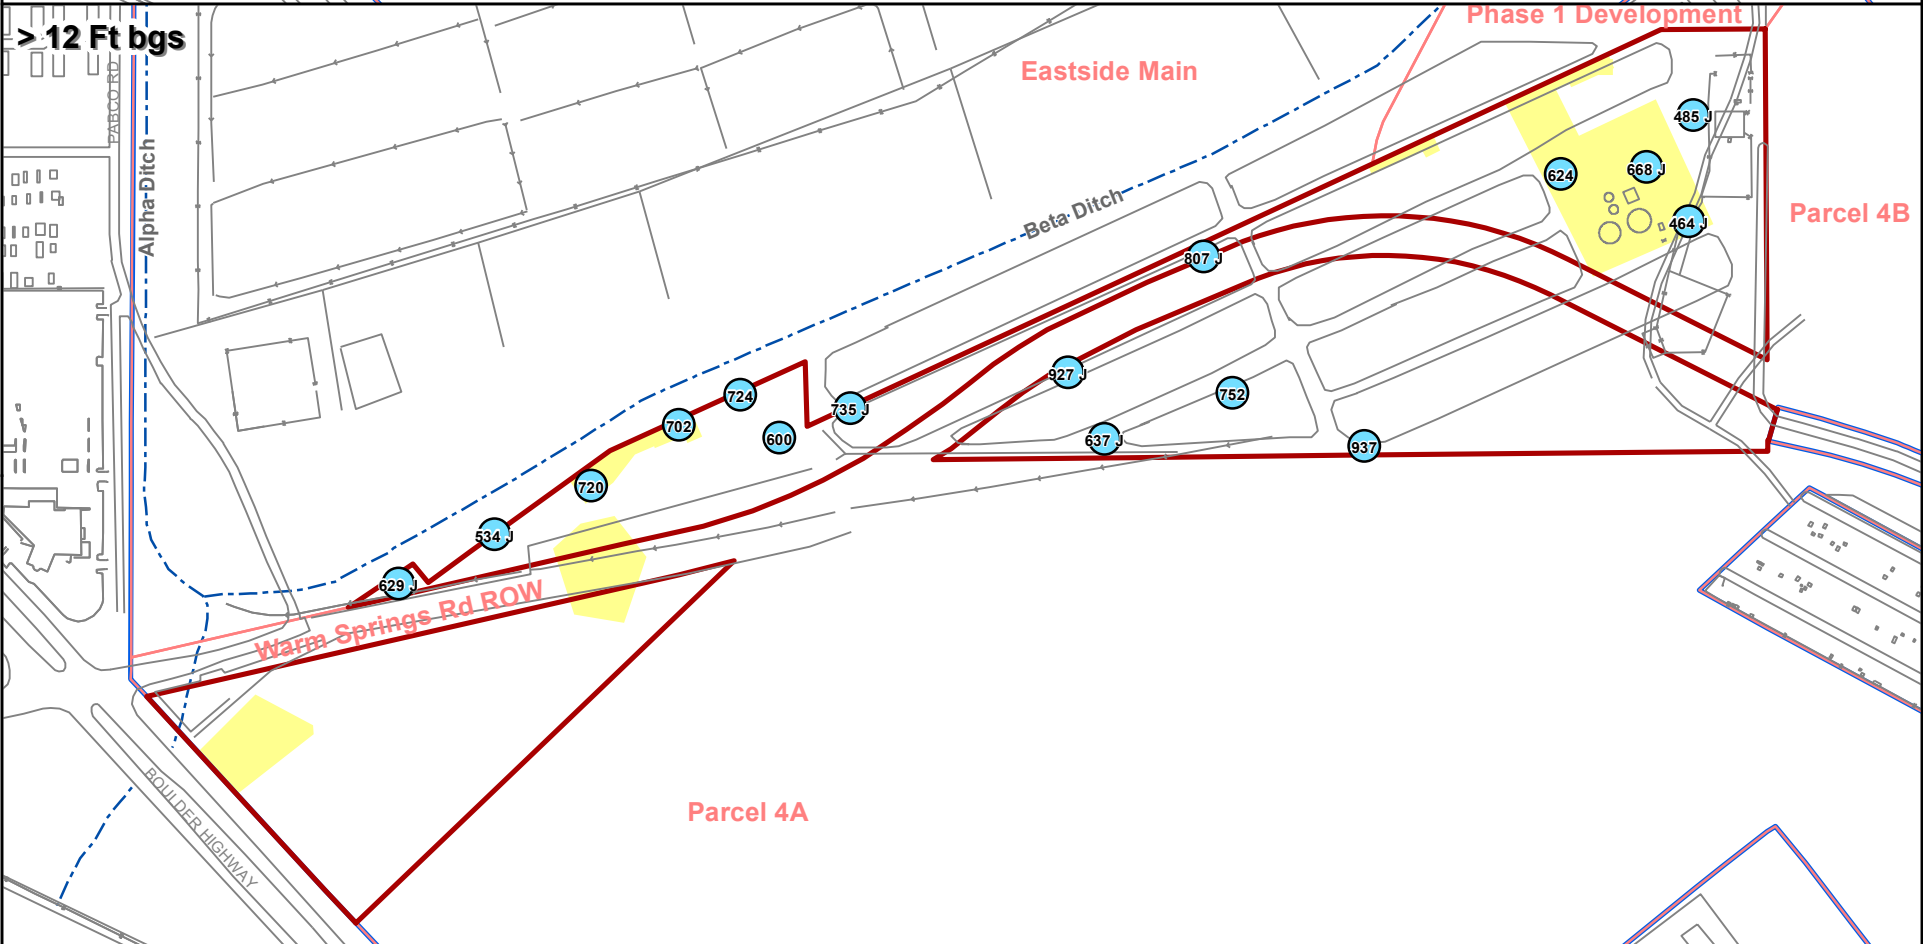 Phase 1 Development
> 12 Ft bgs
Eastside Main
PABCO RD
Alpha Ditch
485 J
624
668 J
Beta Ditch
Parcel 4B
464 J
807 J
927 J
724
752
735 J
702
600
637 J
937
720
534 J
629 J
Warm Springs Rd ROW
Parcel 4A
BOULDER HIGHWAY